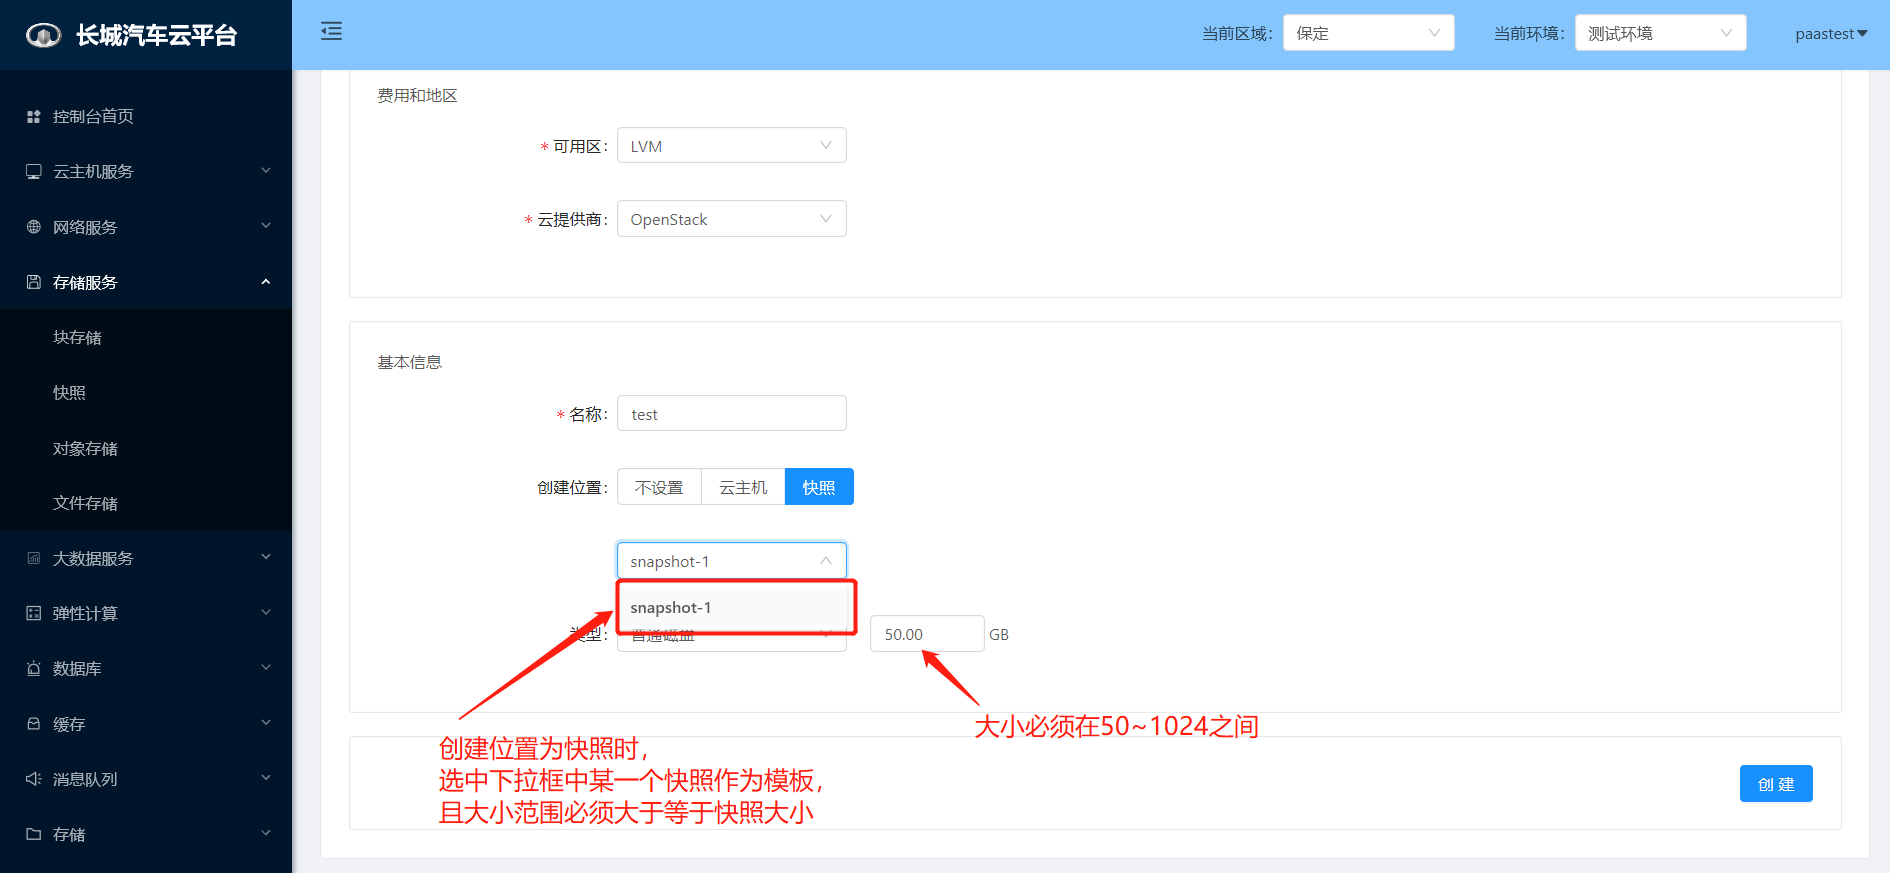 长城汽车云平台
当前区域: 保定
当前环境: 测试环境
paastest
控制台首页
云主机服务
网络服务
存储服务
块存储
快照
对象存储
文件存储
大数据服务
弹性计算
数据库
缓存
消息队列
存储
费用和地区
* 可用区: LVM
* 云提供商: OpenStack
基本信息
* 名称: test
创建位置: 不设置 云主机 快照
snapshot-1
snapshot-1
类型: 普通磁盘 50.00 GB
大小必须在50~1024之间
创建位置为快照时，
选中下拉框中某一个快照作为模板，
且大小范围必须大于等于快照大小
创 建